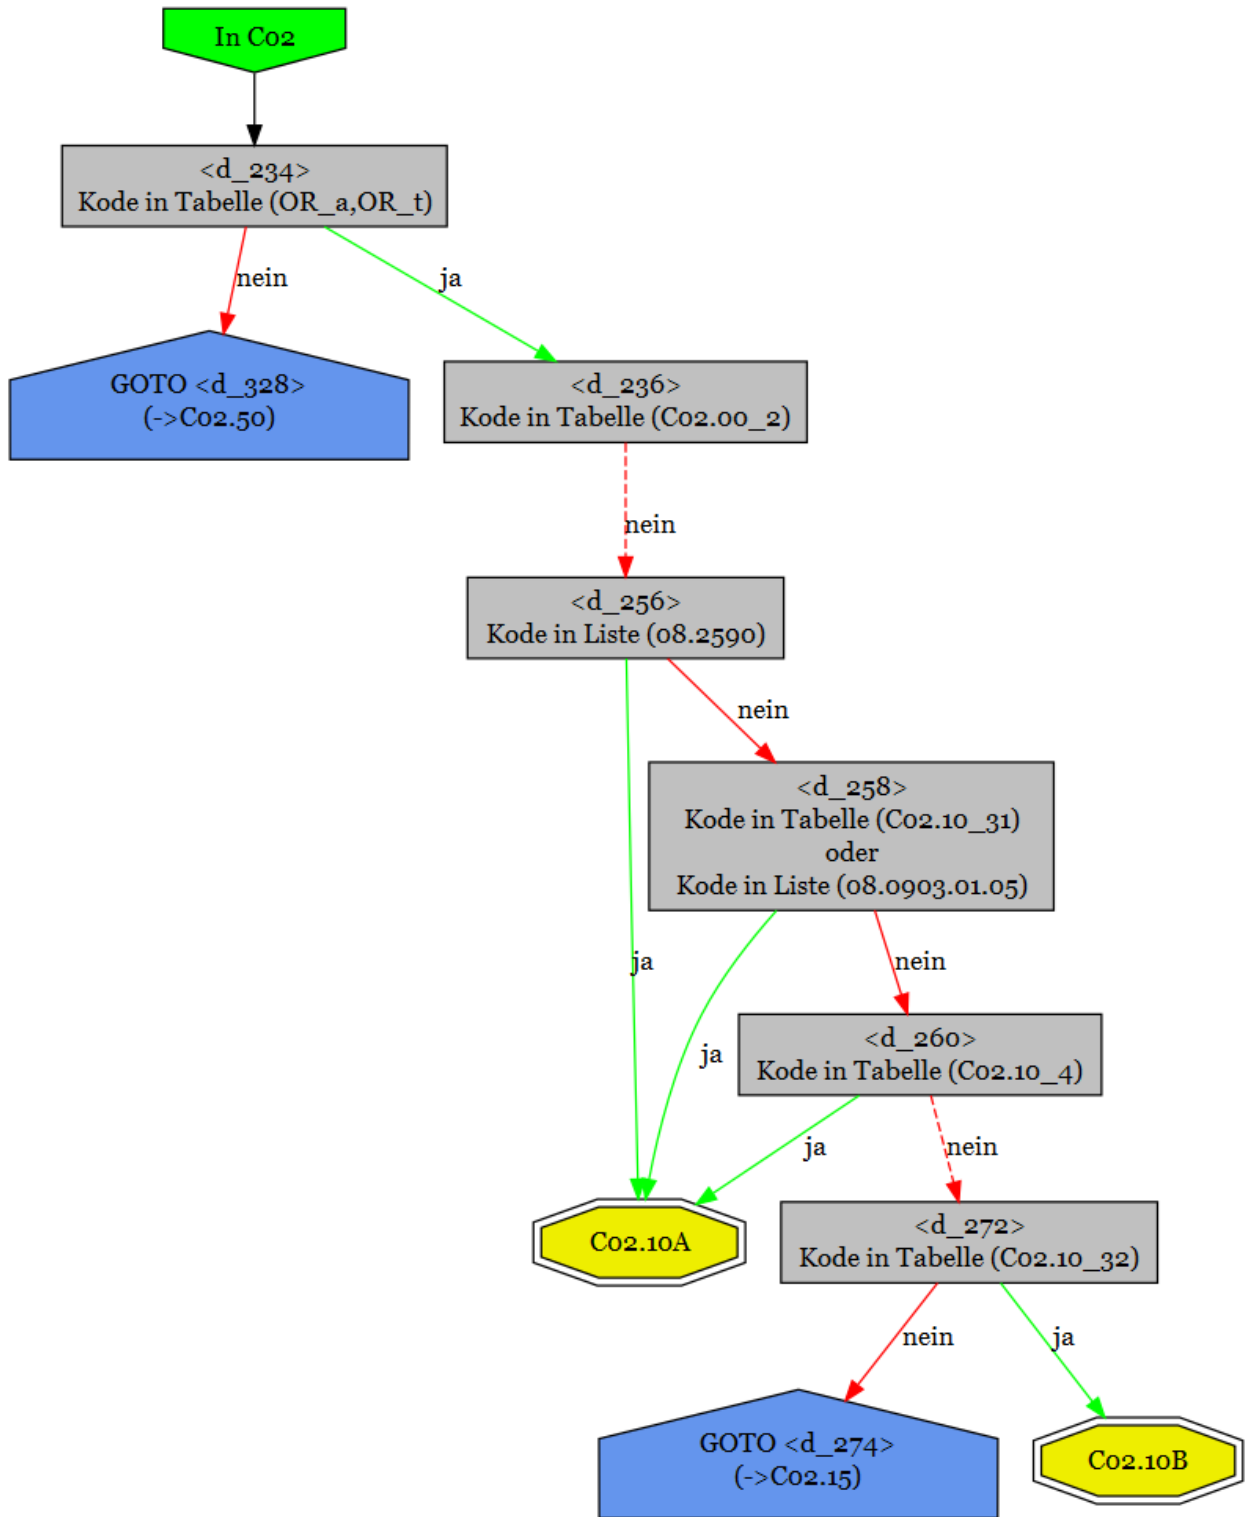 In C02
<d_234>
Kode in Tabelle (OR_a,OR_t)
nein
ja
GOTO <d_328>
(->C02.50)
<d_236>
Kode in Tabelle (C02.00_2)
nein
<d_256>
Kode in Liste (08.2590)
nein
<d_258>
Kode in Tabelle (C02.10_31)
oder
Kode in Liste (08.0903.01.05)
ja
nein
<d_260>
Kode in Tabelle (C02.10_4)
ja
ja
nein
C02.10A
<d_272>
Kode in Tabelle (C02.10_32)
nein
ja
GOTO <d_274>
(->C02.15)
C02.10B